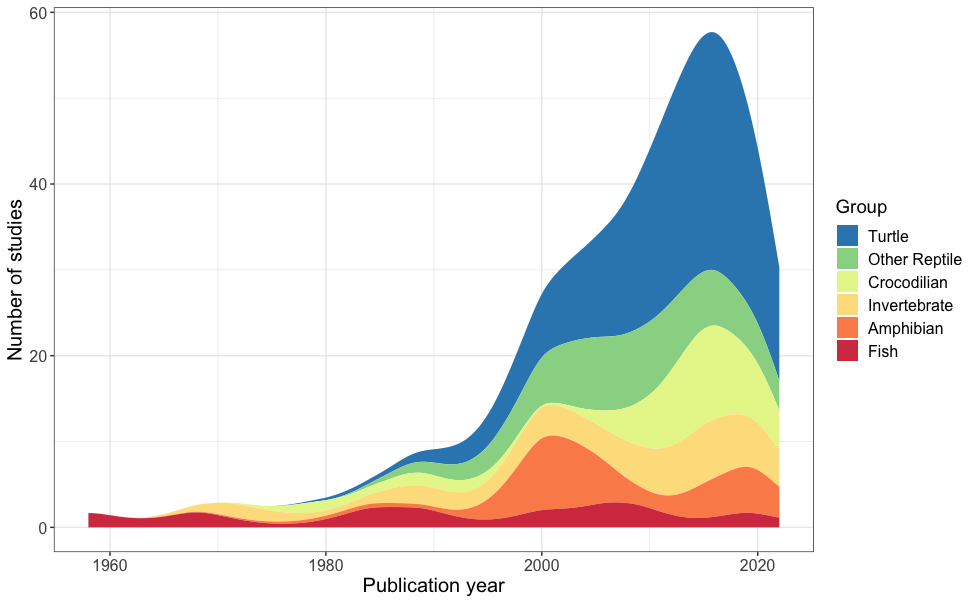 60
40
20
0
Number of studies
1960 1980 2000 2020
Publication year
Group
Turtle
Other Reptile
Crocodilian
Invertebrate
Amphibian
Fish